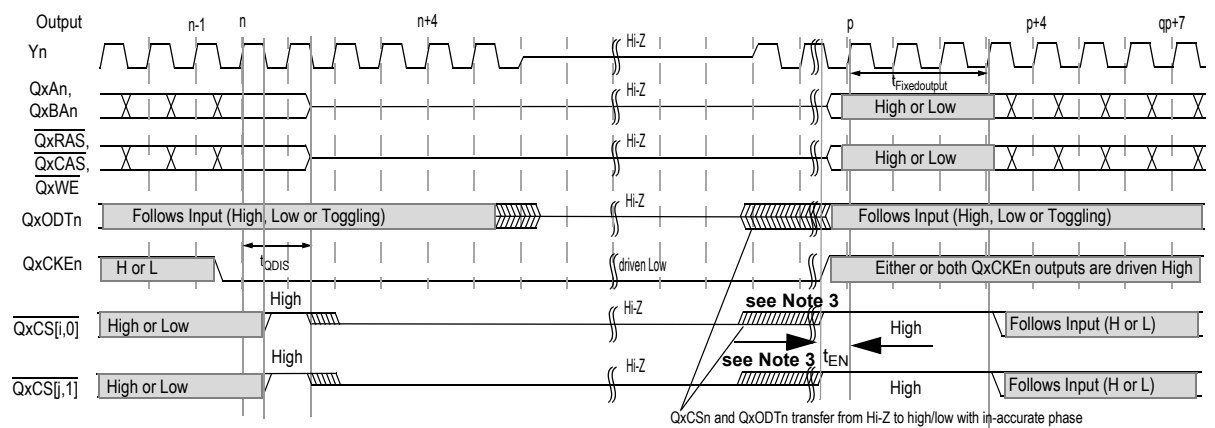 Output n-1 n n+4 p p+4 qp+7
Yn Hi-Z
tFixedoutput
QxAn, Hi-Z
QxBAn High or Low
QxRAS, Hi-Z
QxCAS, High or Low
QxWE
QxODTn Follows Input (High, Low or Toggling) Hi-Z Follows Input (High, Low or Toggling)
tQDIS
QxCKEn H or L driven Low Either or both QxCKEn outputs are driven High
High Hi-Z see Note 3
QxCS[i,0] High or Low High Follows Input (H or L)
High Hi-Z see Note 3 tEN
QxCS[j,1] High or Low High Follows Input (H or L)
QxCSn and QxODTn transfer from Hi-Z to high/low with in-accurate phase